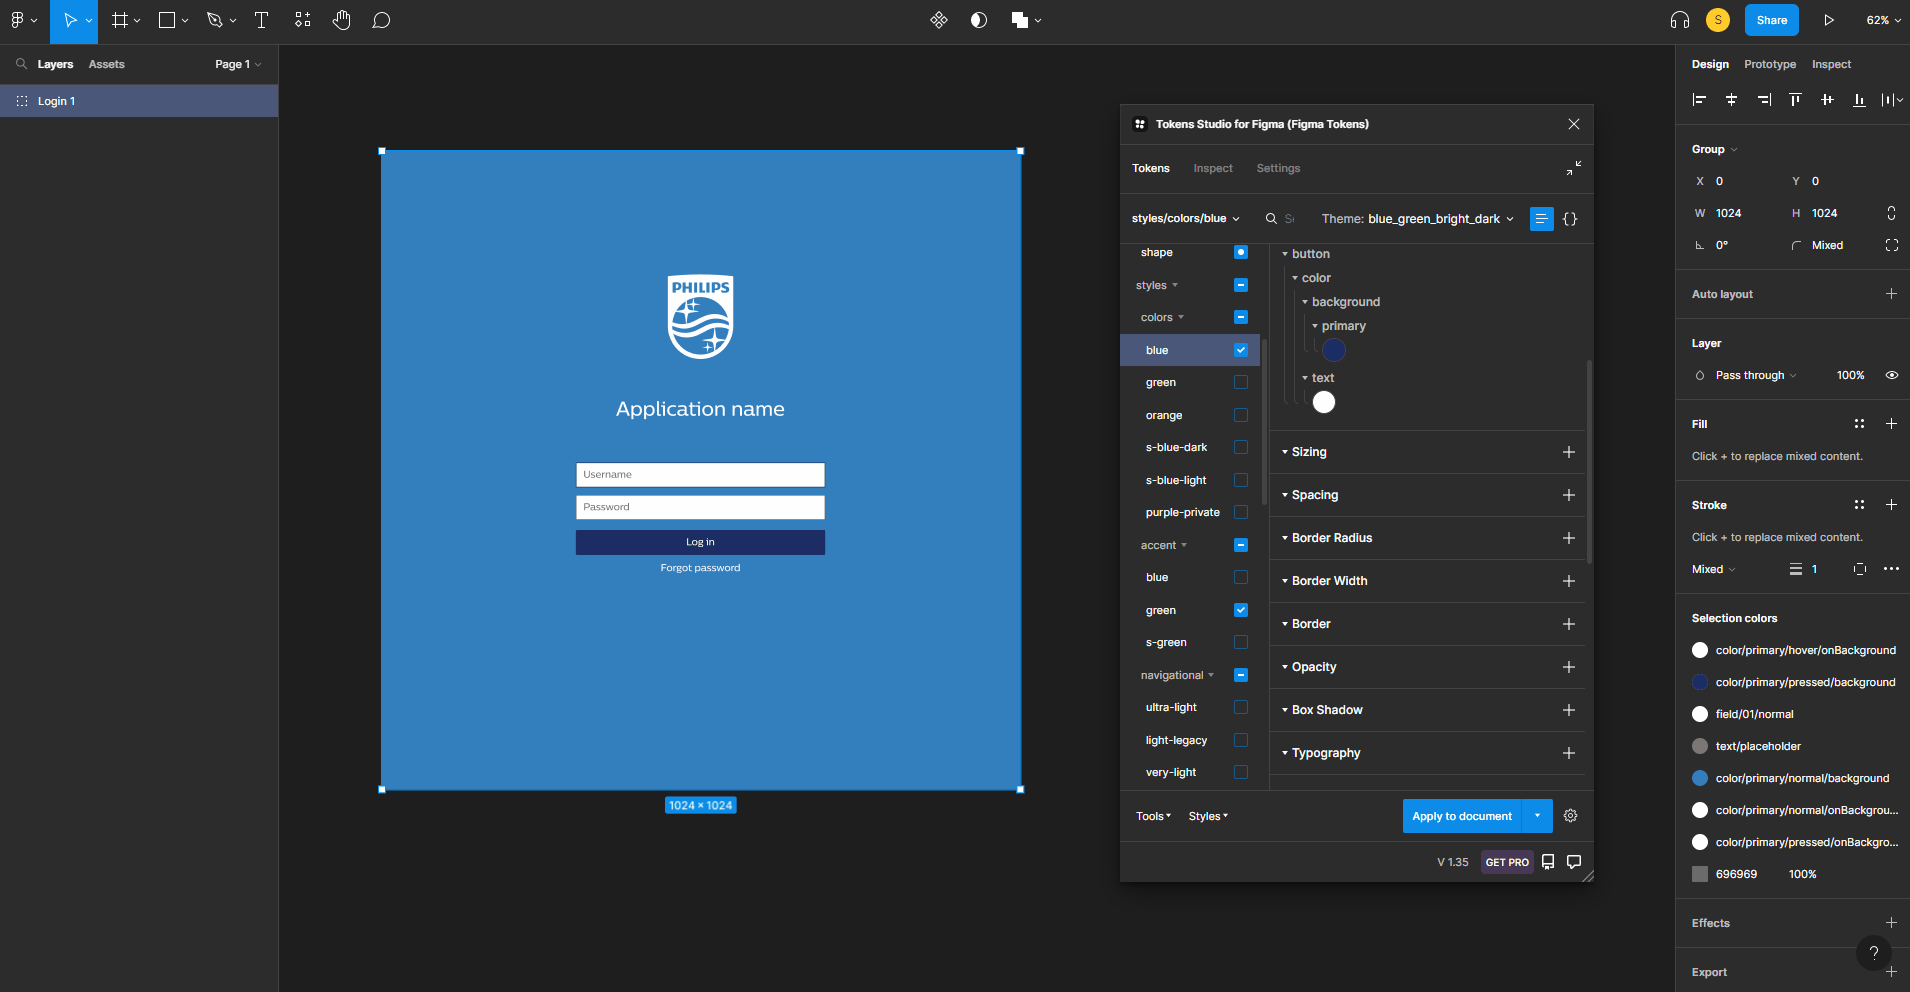 S
Share
62%
Layers
Assets
Page 1
Login 1
PHILIPS
Application name
Username
Password
Log in
Forgot password
1024 × 1024
Tokens Studio for Figma (Figma Tokens)
Tokens
Inspect
Settings
styles/colors/blue
Theme: blue_green_bright_dark
shape
styles
colors
blue
green
orange
s-blue-dark
s-blue-light
purple-private
accent
blue
green
s-green
navigational
ultra-light
light-legacy
very-light
button
color
background
primary
text
Sizing
Spacing
Border Radius
Border Width
Border
Opacity
Box Shadow
Typography
Tools
Styles
Apply to document
V 1.35
GET PRO
Design
Prototype
Inspect
Group
X 0
Y 0
W 1024
H 1024
0°
Mixed
Auto layout
Layer
Pass through
100%
Fill
Click + to replace mixed content.
Stroke
Click + to replace mixed content.
Mixed
1
Selection colors
color/primary/hover/onBackground
color/primary/pressed/background
field/01/normal
text/placeholder
color/primary/normal/background
color/primary/normal/onBackgrou...
color/primary/pressed/onBackgro...
696969 100%
Effects
?
Export